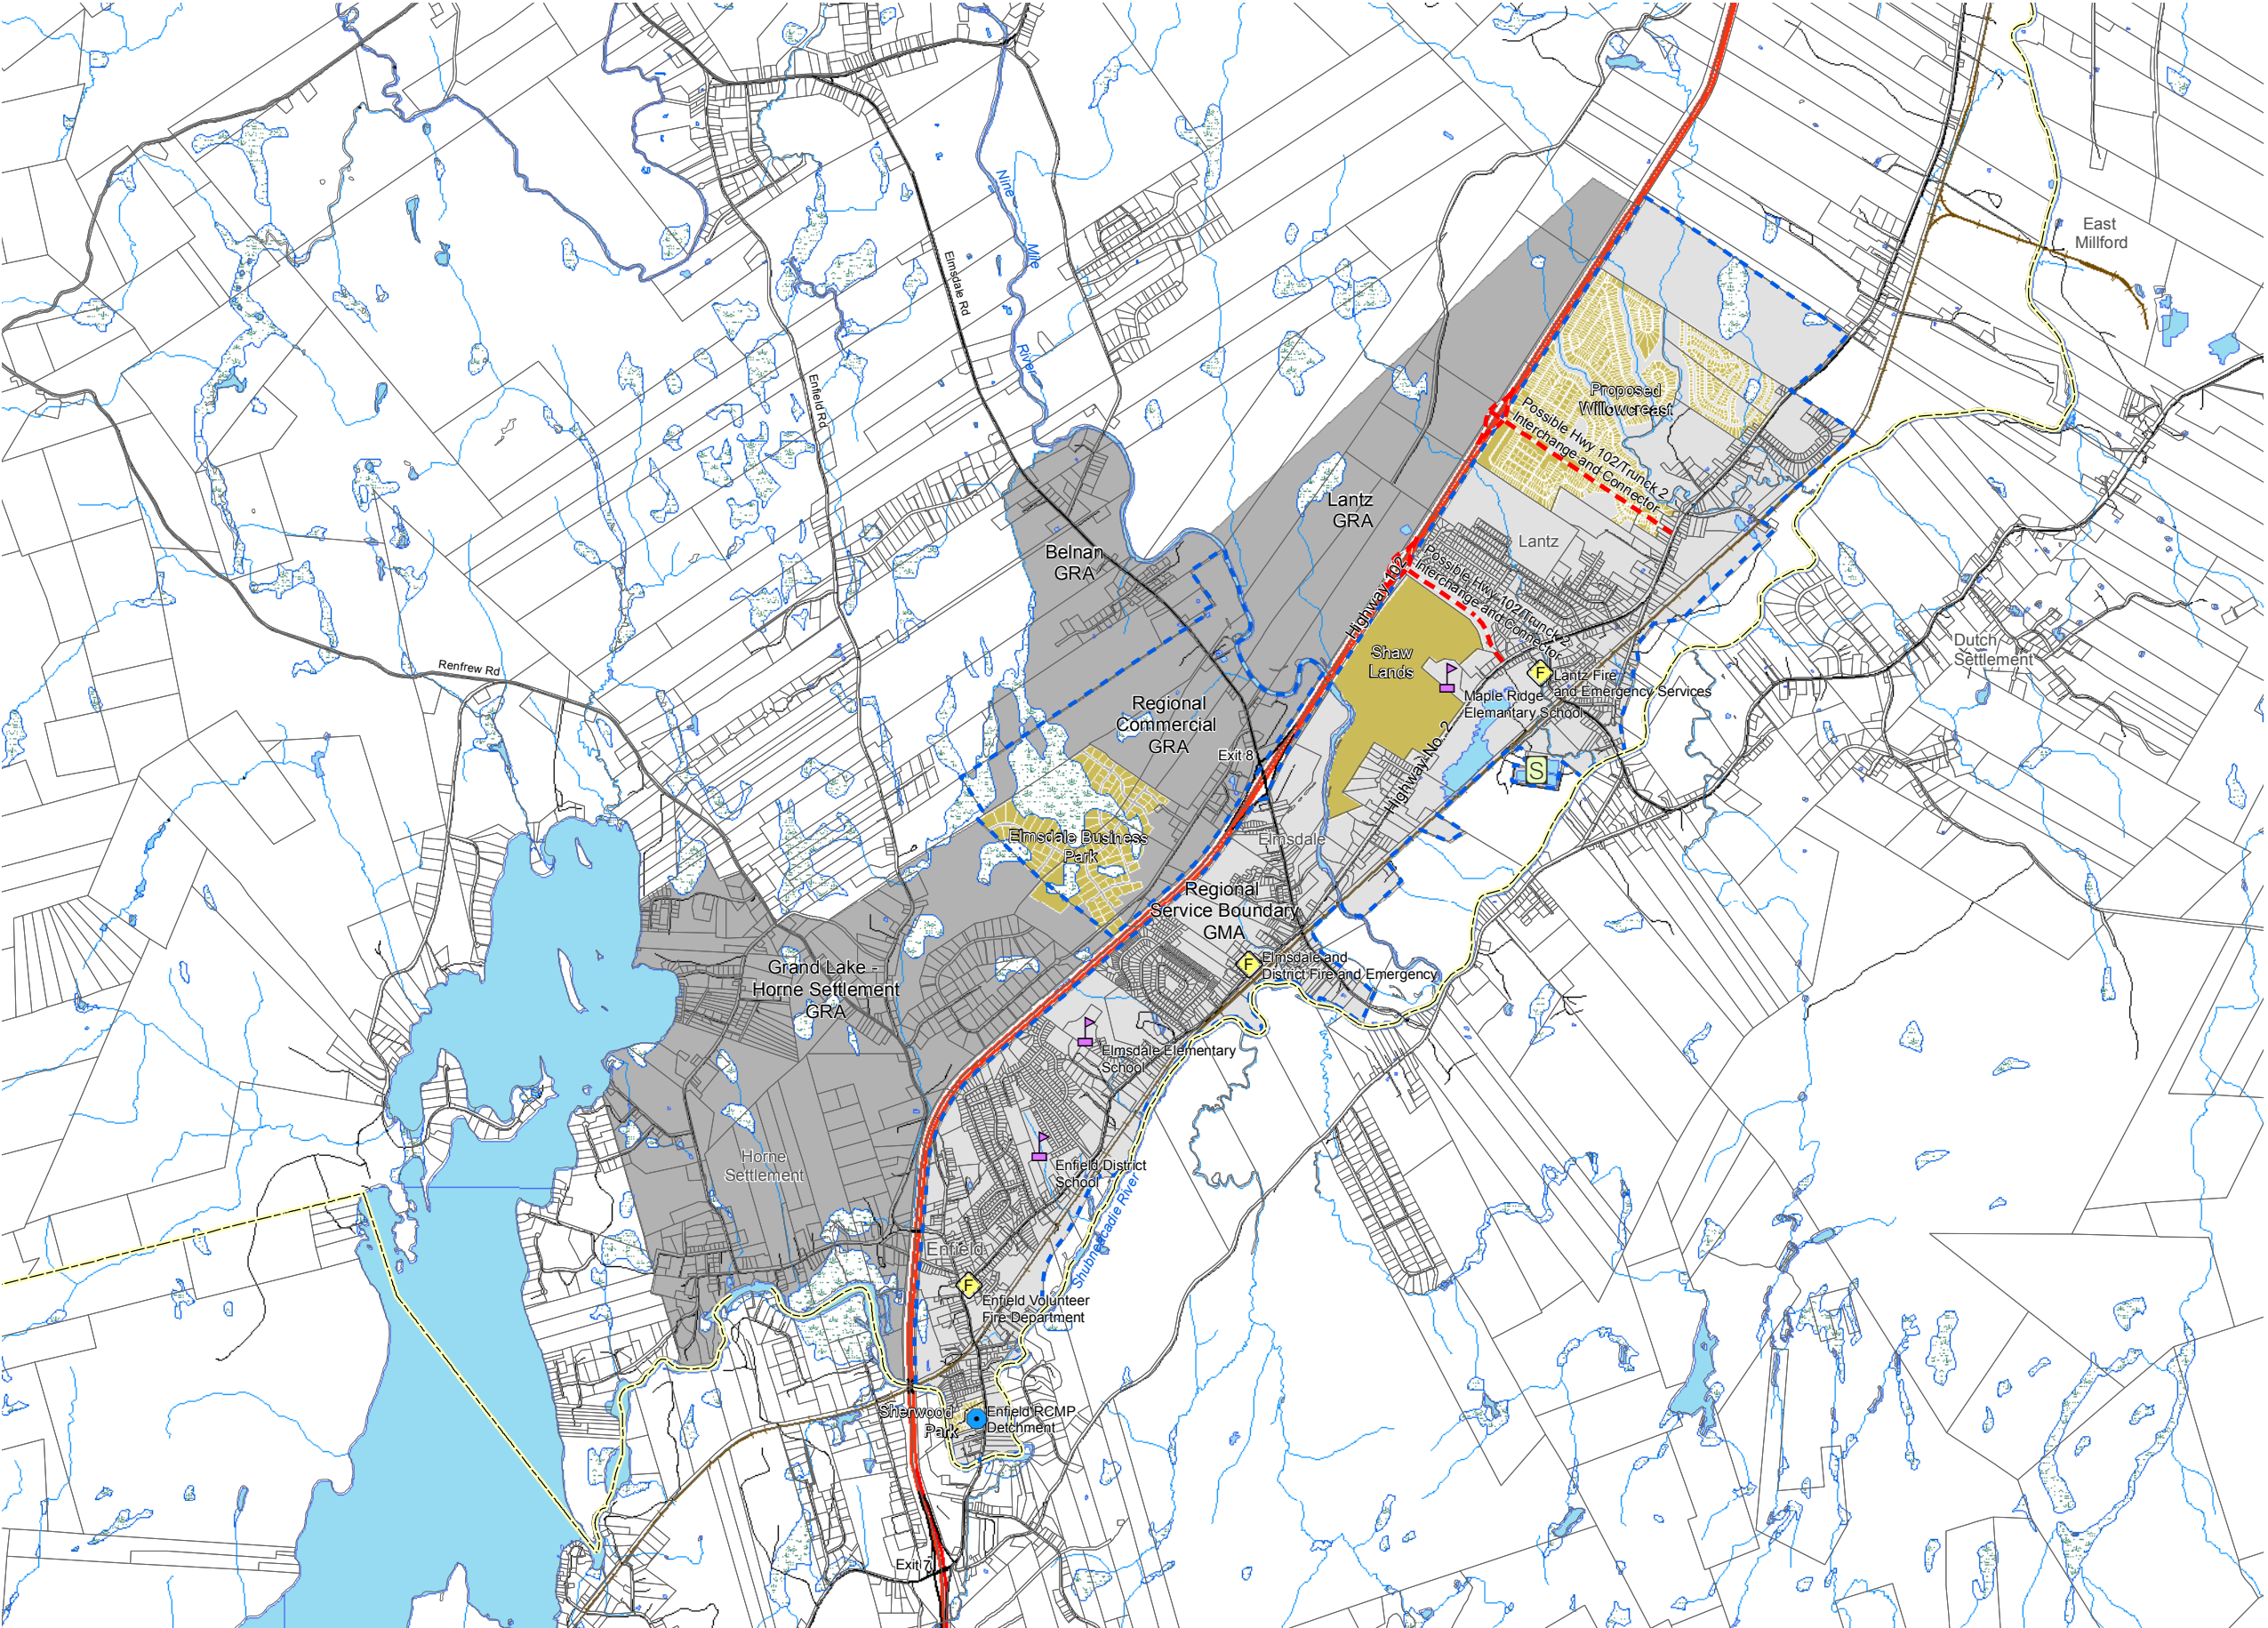 East
Millford
Nine
Mile
River
Elmsdale Rd
Enfield Rd
Renfrew Rd
Proposed
Willowcreast
Possible Hwy 102/Trunck 2
Interchange and Connector
Lantz
GRA
Lantz
Belnan
GRA
Highway 102
Possible Hwy 102/Trunck 2
Interchange and Connector
Shaw
Lands
Dutch
Settlement
F
Lantz Fire
and Emergency Services
Maple Ridge
Elemantary School
Regional
Commercial
GRA
Exit 8
Highway No. 2
S
Elmsdale Business
Park
Elmsdale
Regional
Service Boundary
GMA
F
Elmsdale and
District Fire and Emergency
Grand Lake -
Horne Settlement
GRA
Elmsdale Elementary
School
Horne
Settlement
Enfield District
School
Shubnescadie River
Enfield
F
Enfield Volunteer
Fire Department
Sherwood
Park
Enfield RCMP
Detchment
Exit 7